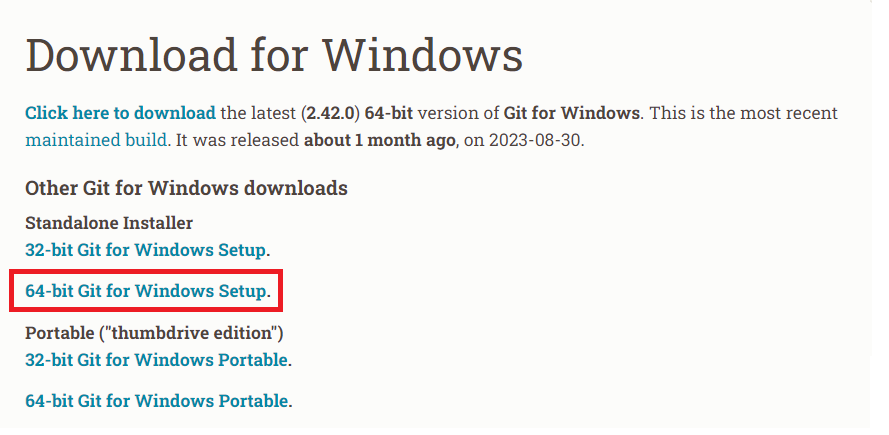 Download for Windows
Click here to download the latest (2.42.0) 64-bit version of Git for Windows. This is the most recent
maintained build. It was released about 1 month ago, on 2023-08-30.
Other Git for Windows downloads
Standalone Installer
32-bit Git for Windows Setup.
64-bit Git for Windows Setup.
Portable ("thumbdrive edition")
32-bit Git for Windows Portable.
64-bit Git for Windows Portable.